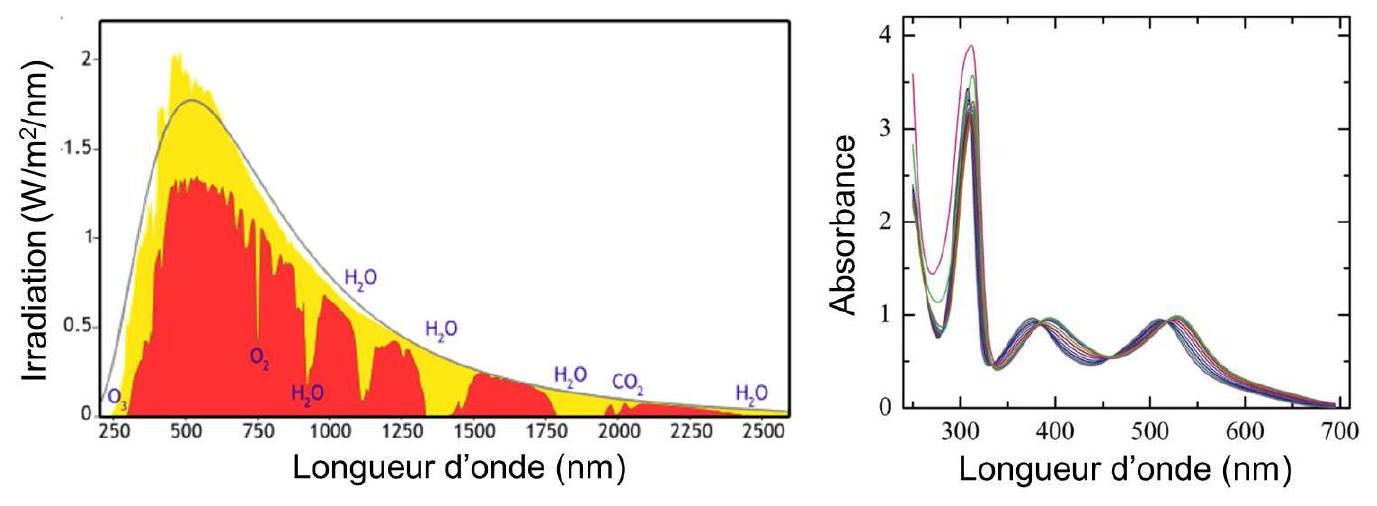 Irradiation (W/m²/nm)
2
1.5
1
0.5
0
O₃
O₂
H₂O
H₂O
H₂O
H₂O
CO₂
H₂O
250 500 750 1000 1250 1500 1750 2000 2250 2500
Longueur d'onde (nm)
Absorbance
4
3
2
1
0
300 400 500 600 700
Longueur d'onde (nm)